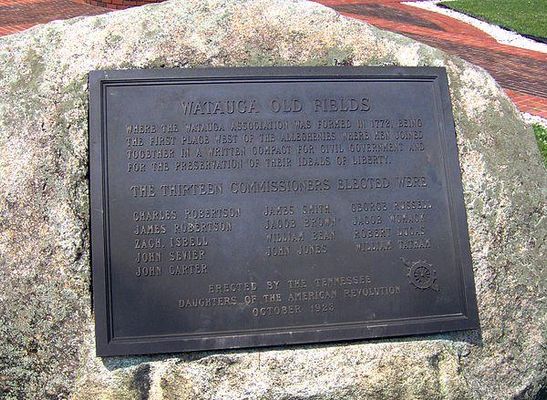 WATAUGA OLD FIELDS
WHERE THE WATAUGA ASSOCIATION WAS FORMED IN 1772, BEING
THE FIRST PLACE WEST OF THE ALLEGHENIES WHERE MEN JOINED
TOGETHER IN A WRITTEN COMPACT FOR CIVIL GOVERNMENT AND
FOR THE PRESERVATION OF THEIR IDEALS OF LIBERTY.
THE THIRTEEN COMMISSIONERS ELECTED WERE
CHARLES ROBERTSON JAMES SMITH GEORGE RUSSELL
JAMES ROBERTSON JACOB BROWN JACOB WOMACK
ZACH. ISBELL WILLIAM BEAN ROBERT LUCAS
JOHN SEVIER JOHN JONES WILLIAM TATHAM
JOHN CARTER
ERECTED BY THE TENNESSEE
DAUGHTERS OF THE AMERICAN REVOLUTION
OCTOBER